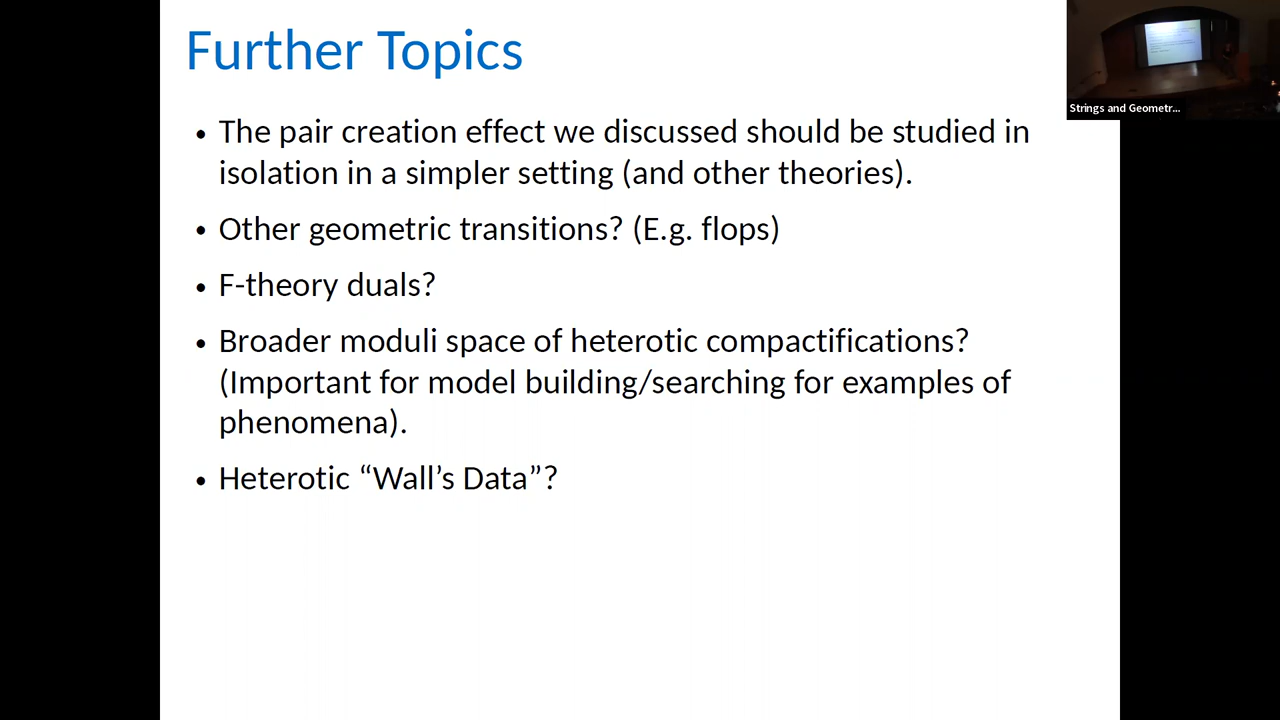 Further Topics
• The pair creation effect we discussed should be studied in
isolation in a simpler setting (and other theories).
• Other geometric transitions? (E.g. flops)
• F-theory duals?
• Broader moduli space of heterotic compactifications?
(Important for model building/searching for examples of
phenomena).
• Heterotic “Wall’s Data”?
Strings and Geometr...